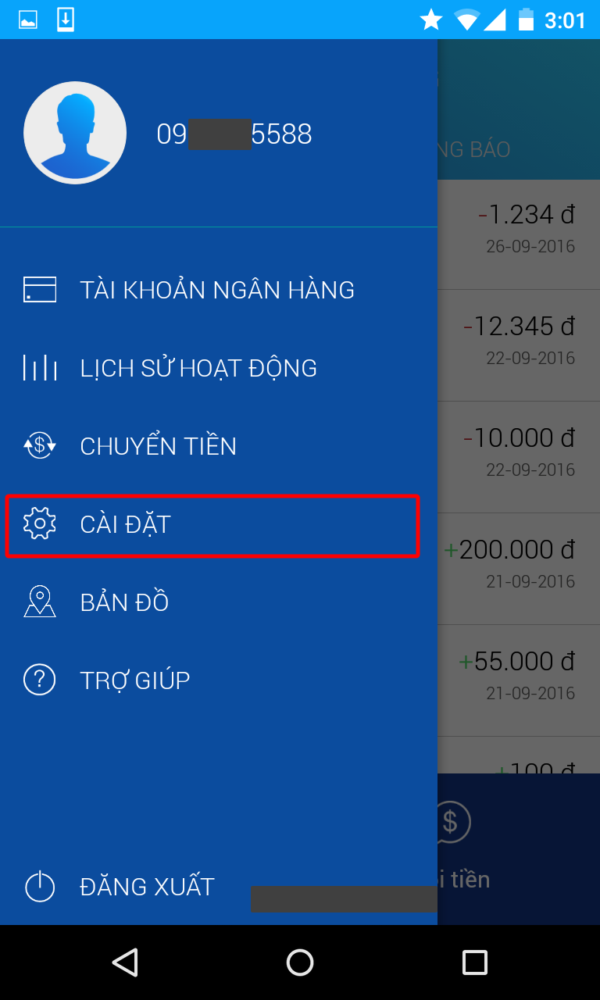 3:01
09 5588
NG BÁO
-1.234 đ
26-09-2016
TÀI KHOẢN NGÂN HÀNG
-12.345 đ
22-09-2016
LỊCH SỬ HOẠT ĐỘNG
-10.000 đ
22-09-2016
CHUYỂN TIỀN
CÀI ĐẶT
+200.000 đ
21-09-2016
BẢN ĐỒ
TRỢ GIÚP
+55.000 đ
21-09-2016
+100 đ
i tiền
ĐĂNG XUẤT